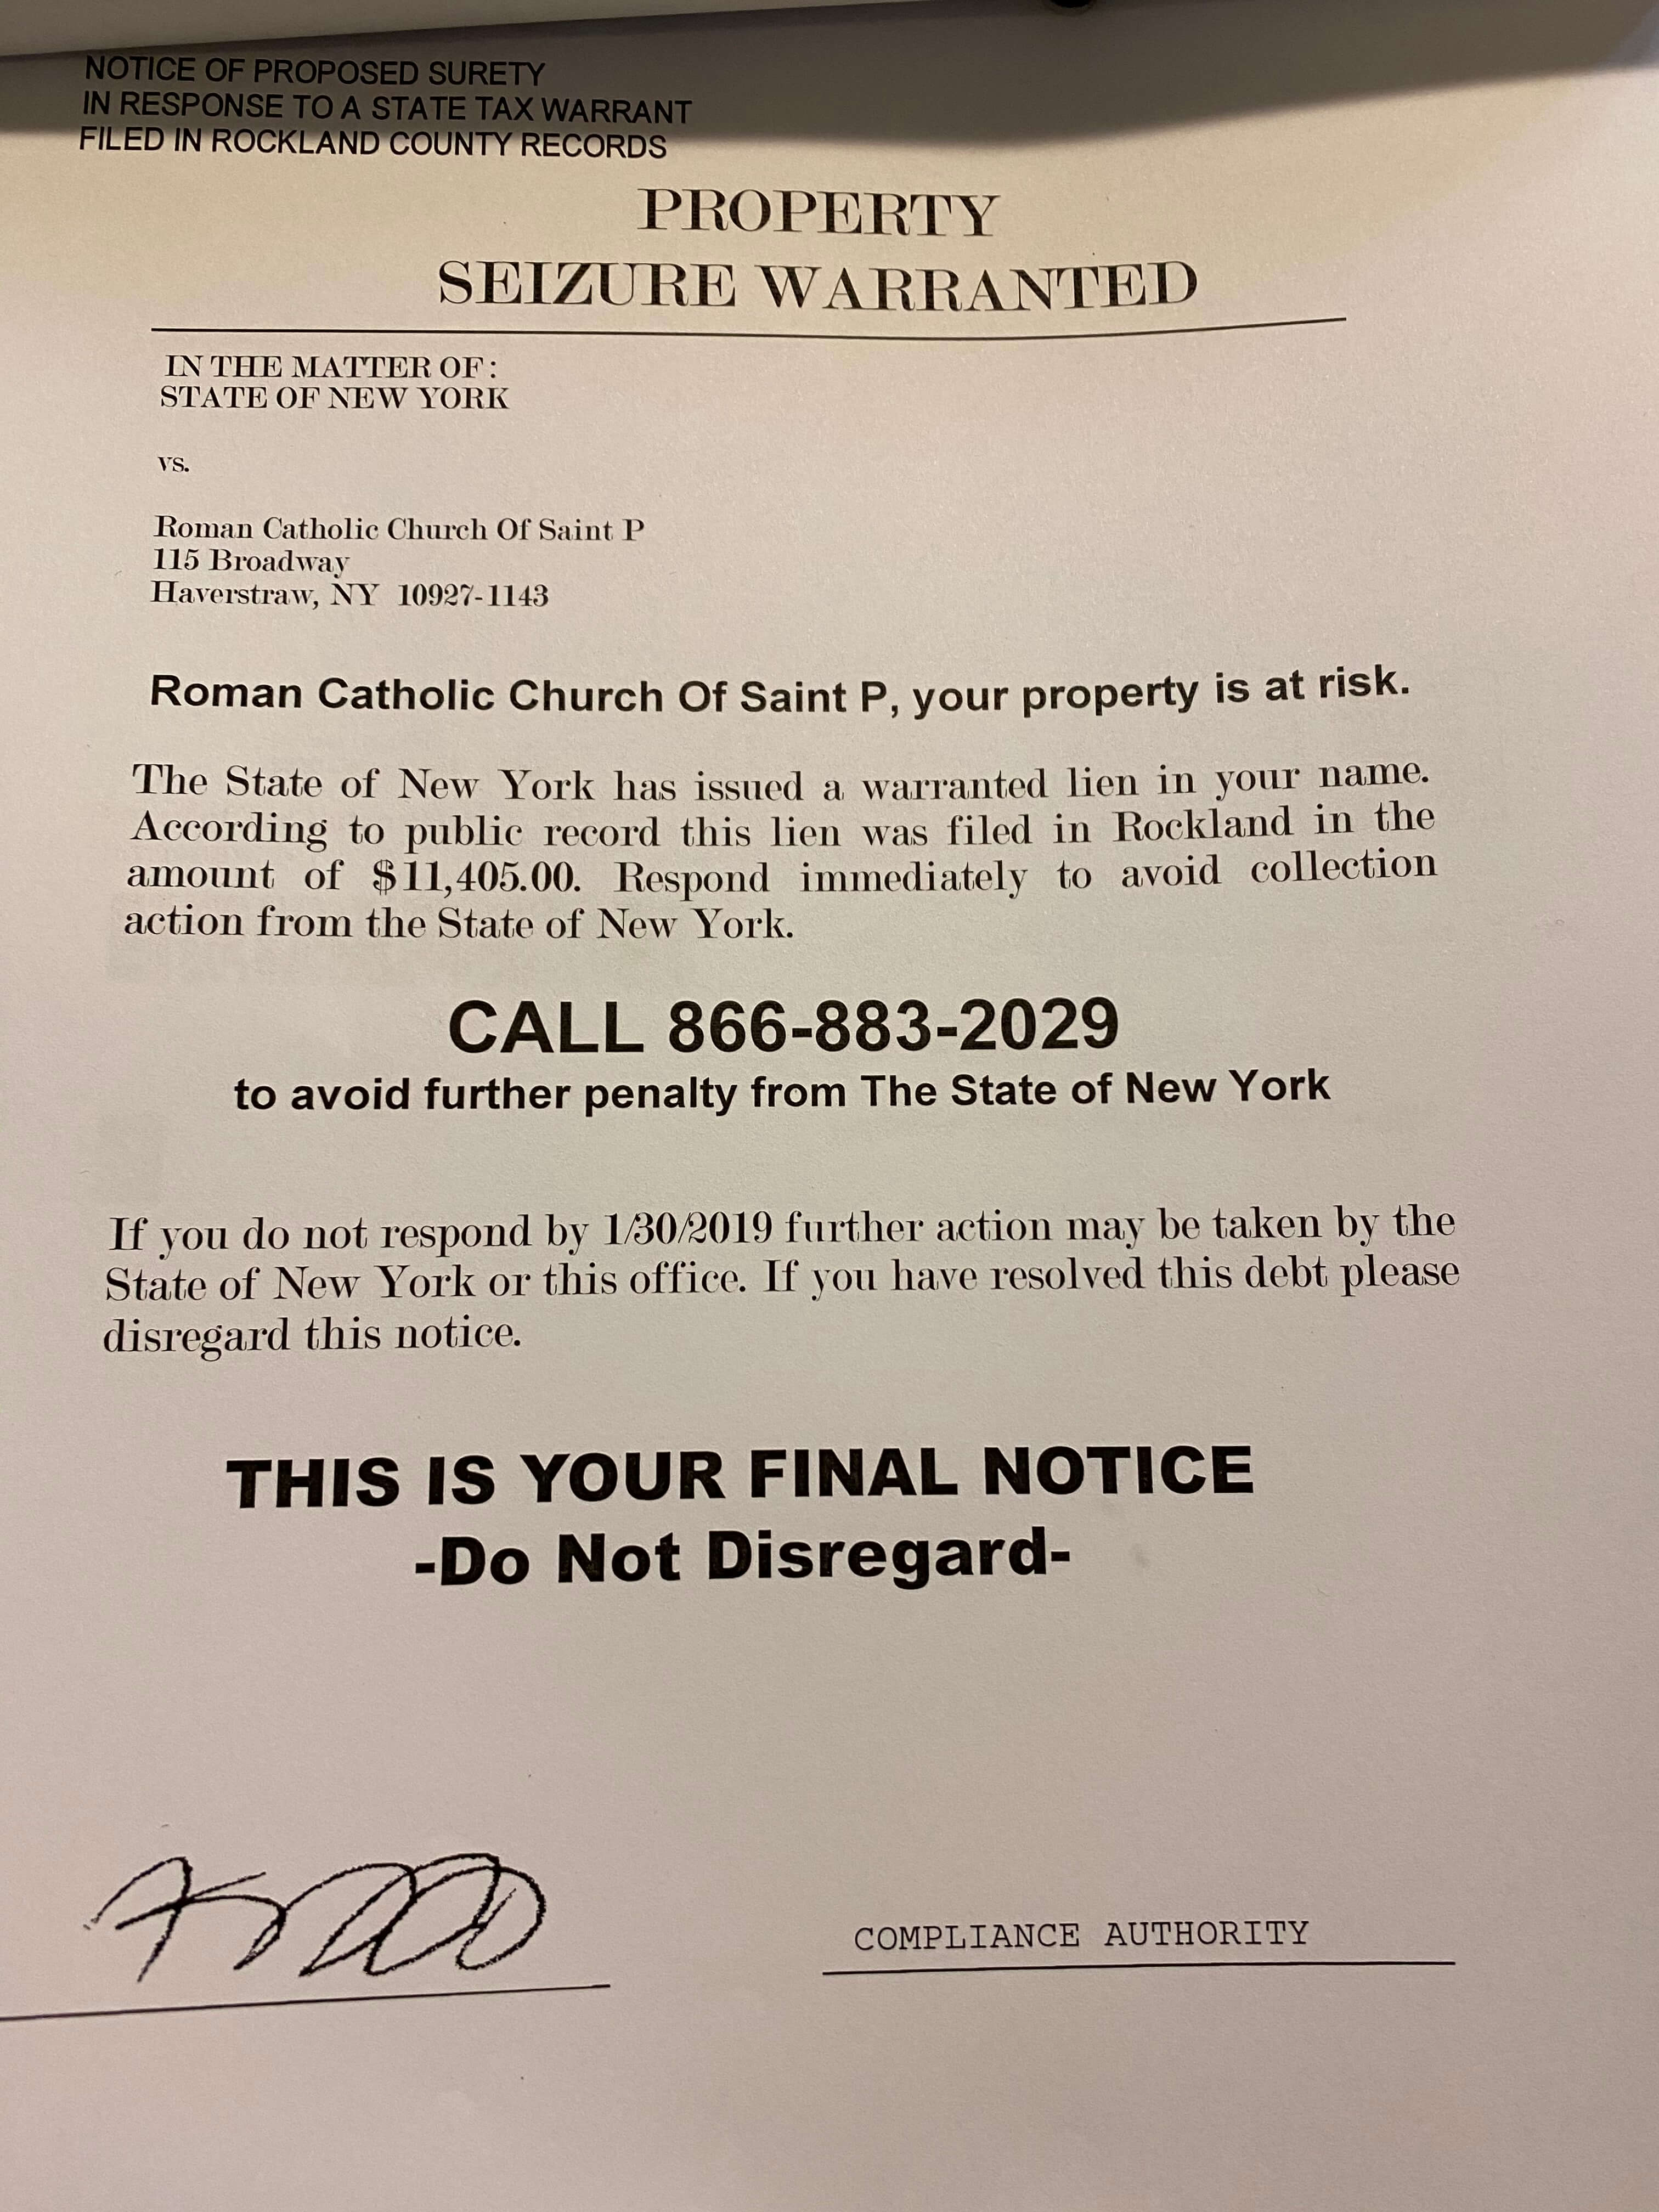 NOTICE OF PROPOSED SURETY
IN RESPONSE TO A STATE TAX WARRANT
FILED IN ROCKLAND COUNTY RECORDS
PROPERTY
SEIZURE WARRANTED
IN THE MATTER OF:
STATE OF NEW YORK
vs.
Roman Catholic Church Of Saint P
115 Broadway
Haverstraw, NY 10927-1143
Roman Catholic Church Of Saint P, your property is at risk.
The State of New York has issued a warranted lien in your name.
According to public record this lien was filed in Rockland in the
amount of $11,405.00. Respond immediately to avoid collection
action from the State of New York.
CALL 866-883-2029
to avoid further penalty from The State of New York
If you do not respond by 1/30/2019 further action may be taken by the
State of New York or this office. If you have resolved this debt please
disregard this notice.
THIS IS YOUR FINAL NOTICE
-Do Not Disregard-
COMPLIANCE AUTHORITY